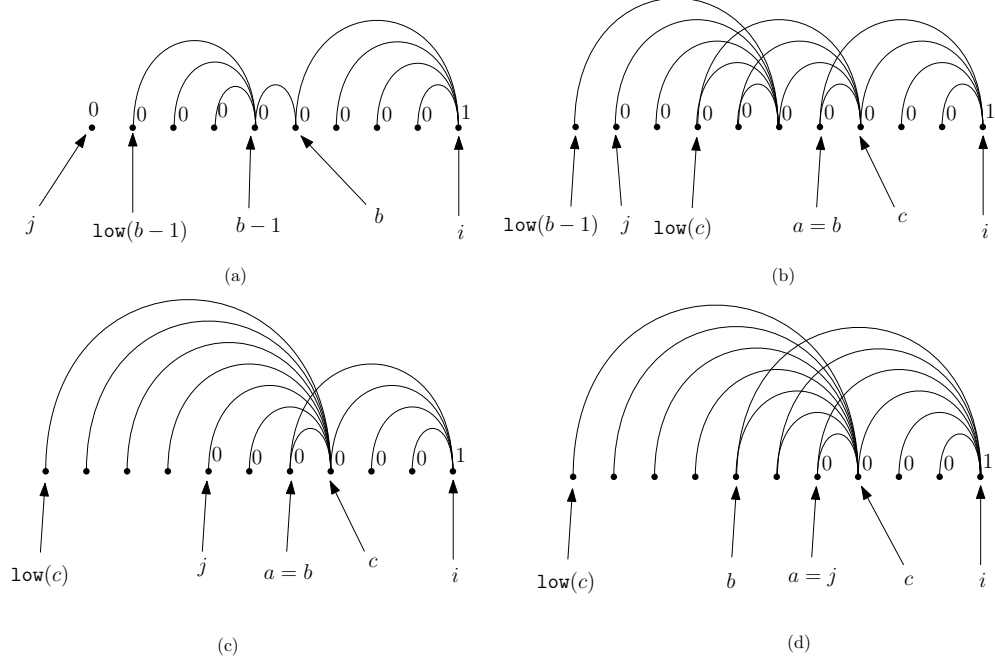 0 0 0 0 0 0 0 0 0 1
j low(b−1) b−1 b i
(a)
0 0 0 0 0 0 0 0 0 1
low(b−1) j low(c) a = b c i
(b)
0 0 0 0 0 0 1
low(c) j a = b c i
(c)
0 0 0 0 1
low(c) b a = j c i
(d)